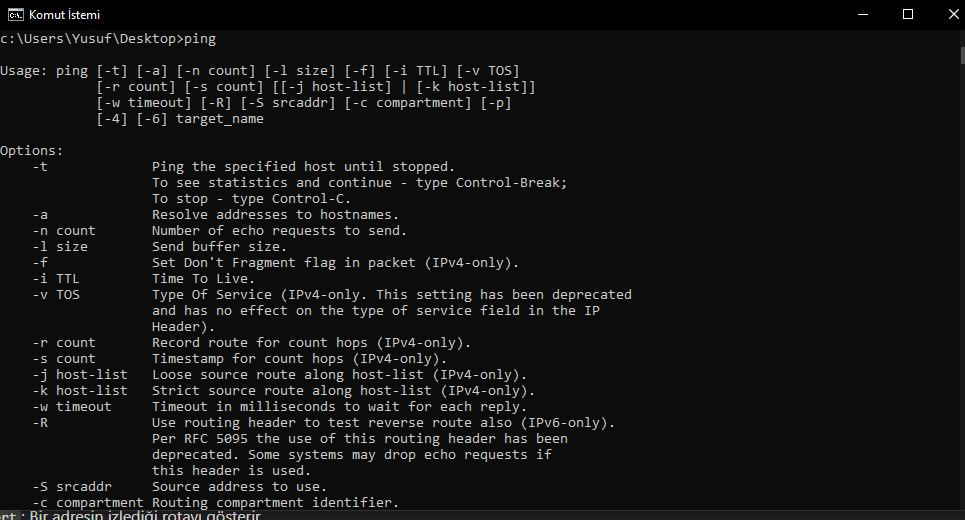 Komut İstemi
c:\Users\Yusuf\Desktop>ping
Usage: ping [-t] [-a] [-n count] [-l size] [-f] [-i TTL] [-v TOS]
            [-r count] [-s count] [[-j host-list] | [-k host-list]]
            [-w timeout] [-R] [-S srcaddr] [-c compartment] [-p]
            [-4] [-6] target_name
Options:
    -t             Ping the specified host until stopped.
                   To see statistics and continue - type Control-Break;
                   To stop - type Control-C.
    -a             Resolve addresses to hostnames.
    -n count       Number of echo requests to send.
    -l size        Send buffer size.
    -f             Set Don't Fragment flag in packet (IPv4-only).
    -i TTL         Time To Live.
    -v TOS         Type Of Service (IPv4-only. This setting has been deprecated
                   and has no effect on the type of service field in the IP
                   Header).
    -r count       Record route for count hops (IPv4-only).
    -s count       Timestamp for count hops (IPv4-only).
    -j host-list   Loose source route along host-list (IPv4-only).
    -k host-list   Strict source route along host-list (IPv4-only).
    -w timeout     Timeout in milliseconds to wait for each reply.
    -R             Use routing header to test reverse route also (IPv6-only).
                   Per RFC 5095 the use of this routing header has been
                   deprecated. Some systems may drop echo requests if
                   this header is used.
    -S srcaddr     Source address to use.
    -c compartment Routing compartment identifier.
: Bir adresin izlediği rotayı gösterir.